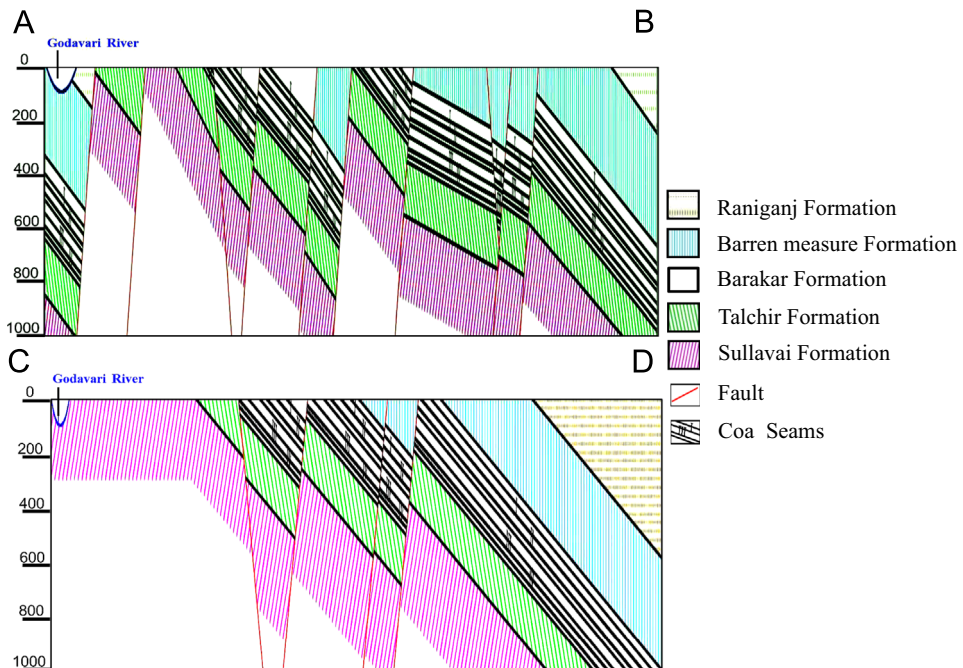 A B
Godavari River
0
200
400
600
800
1000
Raniganj Formation
Barren measure Formation
Barakar Formation
Talchir Formation
Sullavai Formation
Fault
Coa Seams
C D
Godavari River
0
200
400
600
800
1000